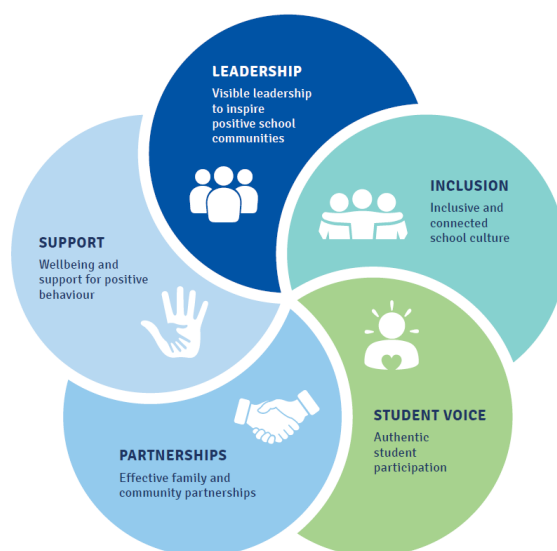 LEADERSHIP
Visible leadership
to inspire
positive school
communities
INCLUSION
Inclusive and
connected
school culture
STUDENT VOICE
Authentic
student
participation
PARTNERSHIPS
Effective family and
community partnerships
SUPPORT
Wellbeing and
support for positive
behaviour